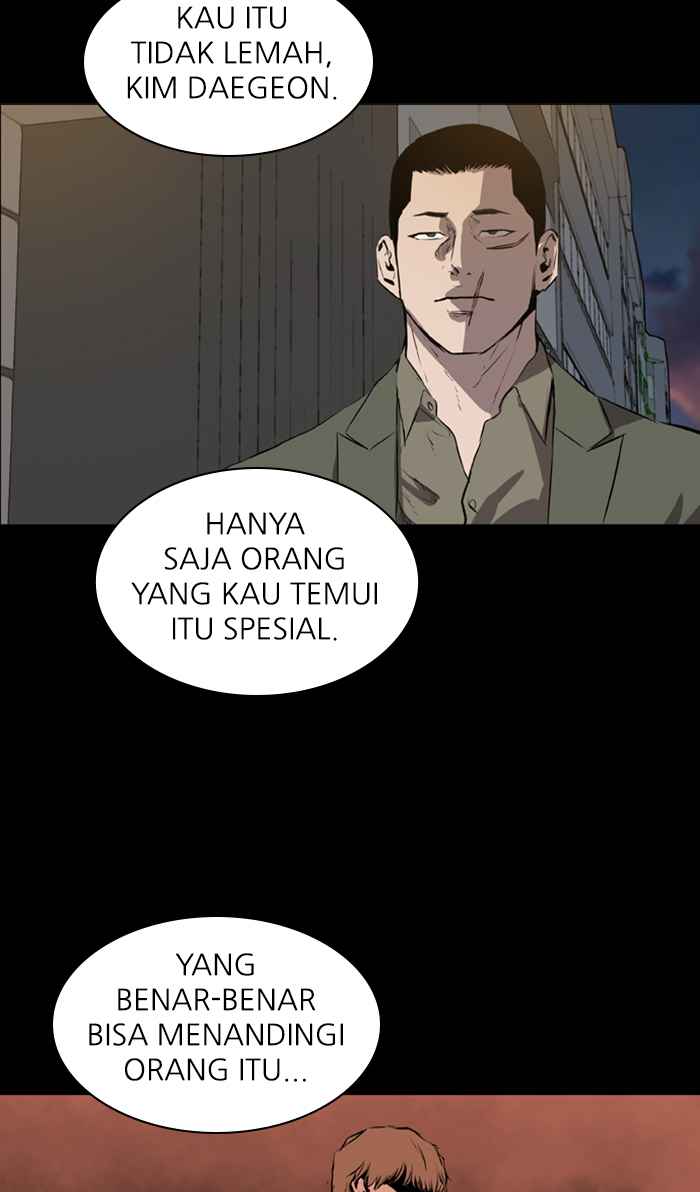 KAU ITU
TIDAK LEMAH,
KIM DAEGEON.
HANYA
SAJA ORANG
YANG KAU TEMUI
ITU SPESIAL.
YANG
BENAR-BENAR
BISA MENANDINGI
ORANG ITU...